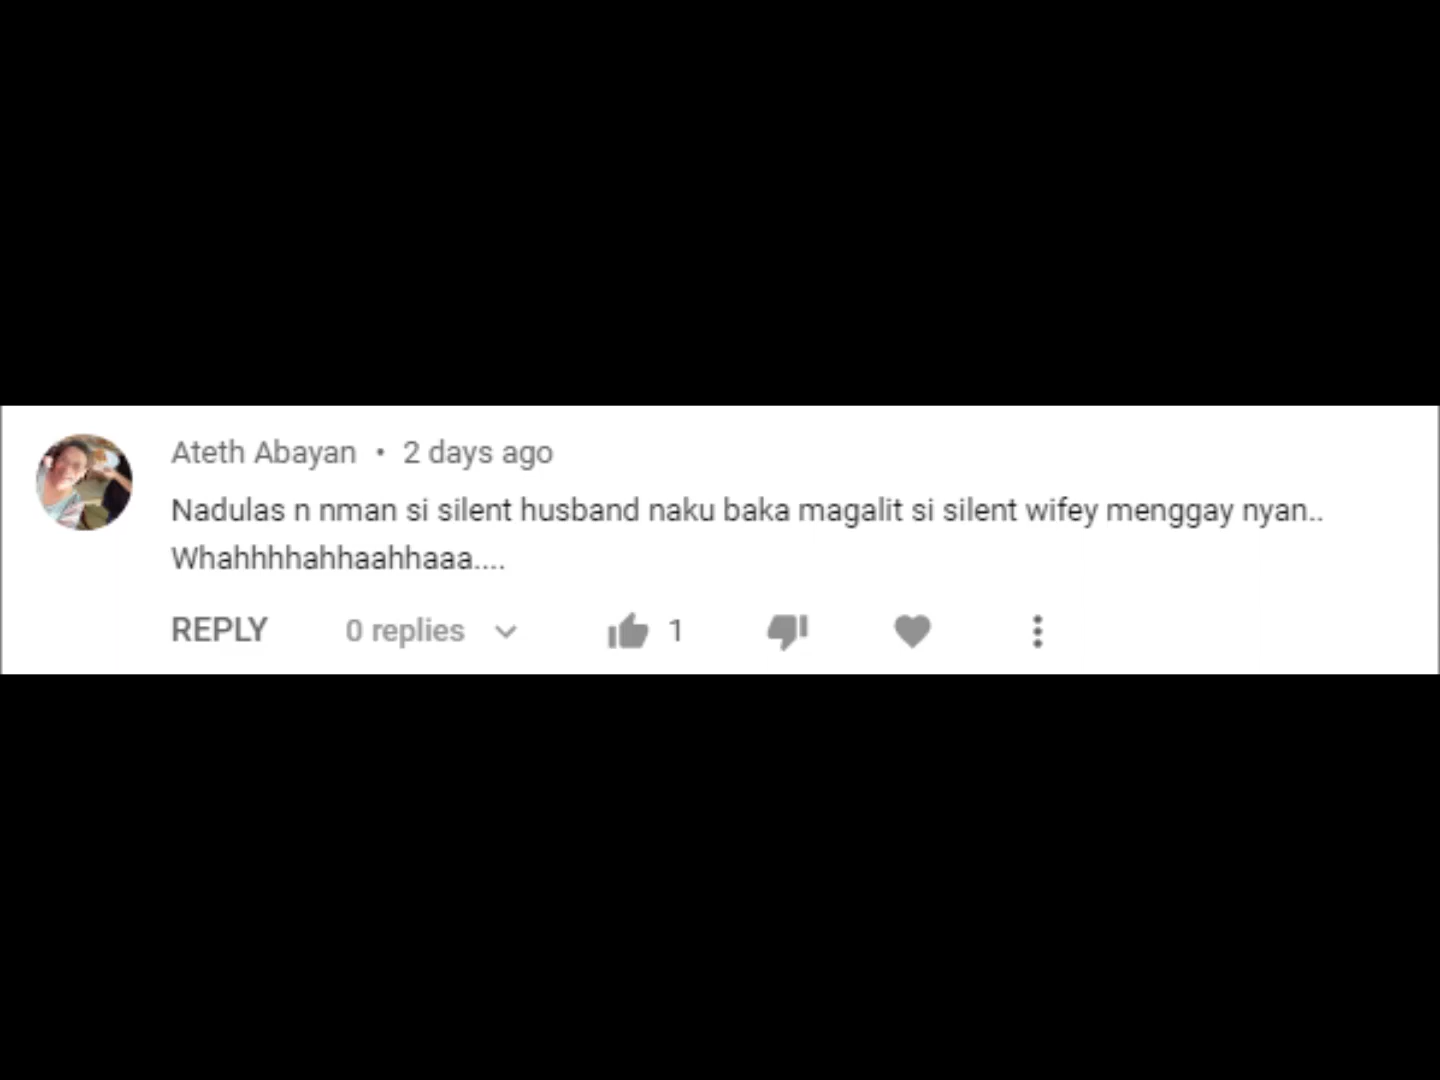 Ateth Abayan • 2 days ago
Nadulas n nman si silent husband naku baka magalit si silent wifey menggay nyan..
Whahhhhahhaahhaaa....
REPLY 0 replies 1